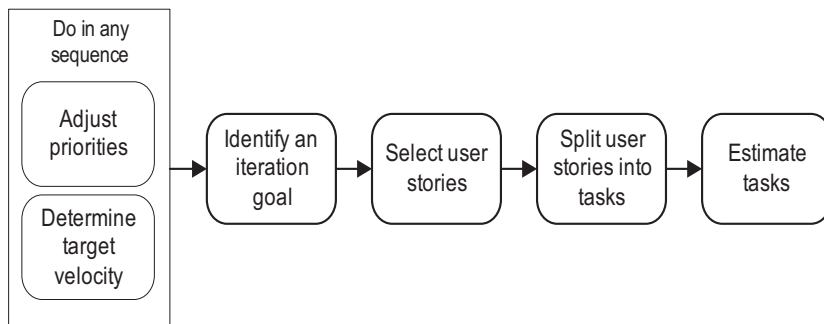 Do in any
sequence
Adjust
priorities
Determine
target
velocity
Identify an
iteration
goal
Select user
stories
Split user
stories into
tasks
Estimate
tasks